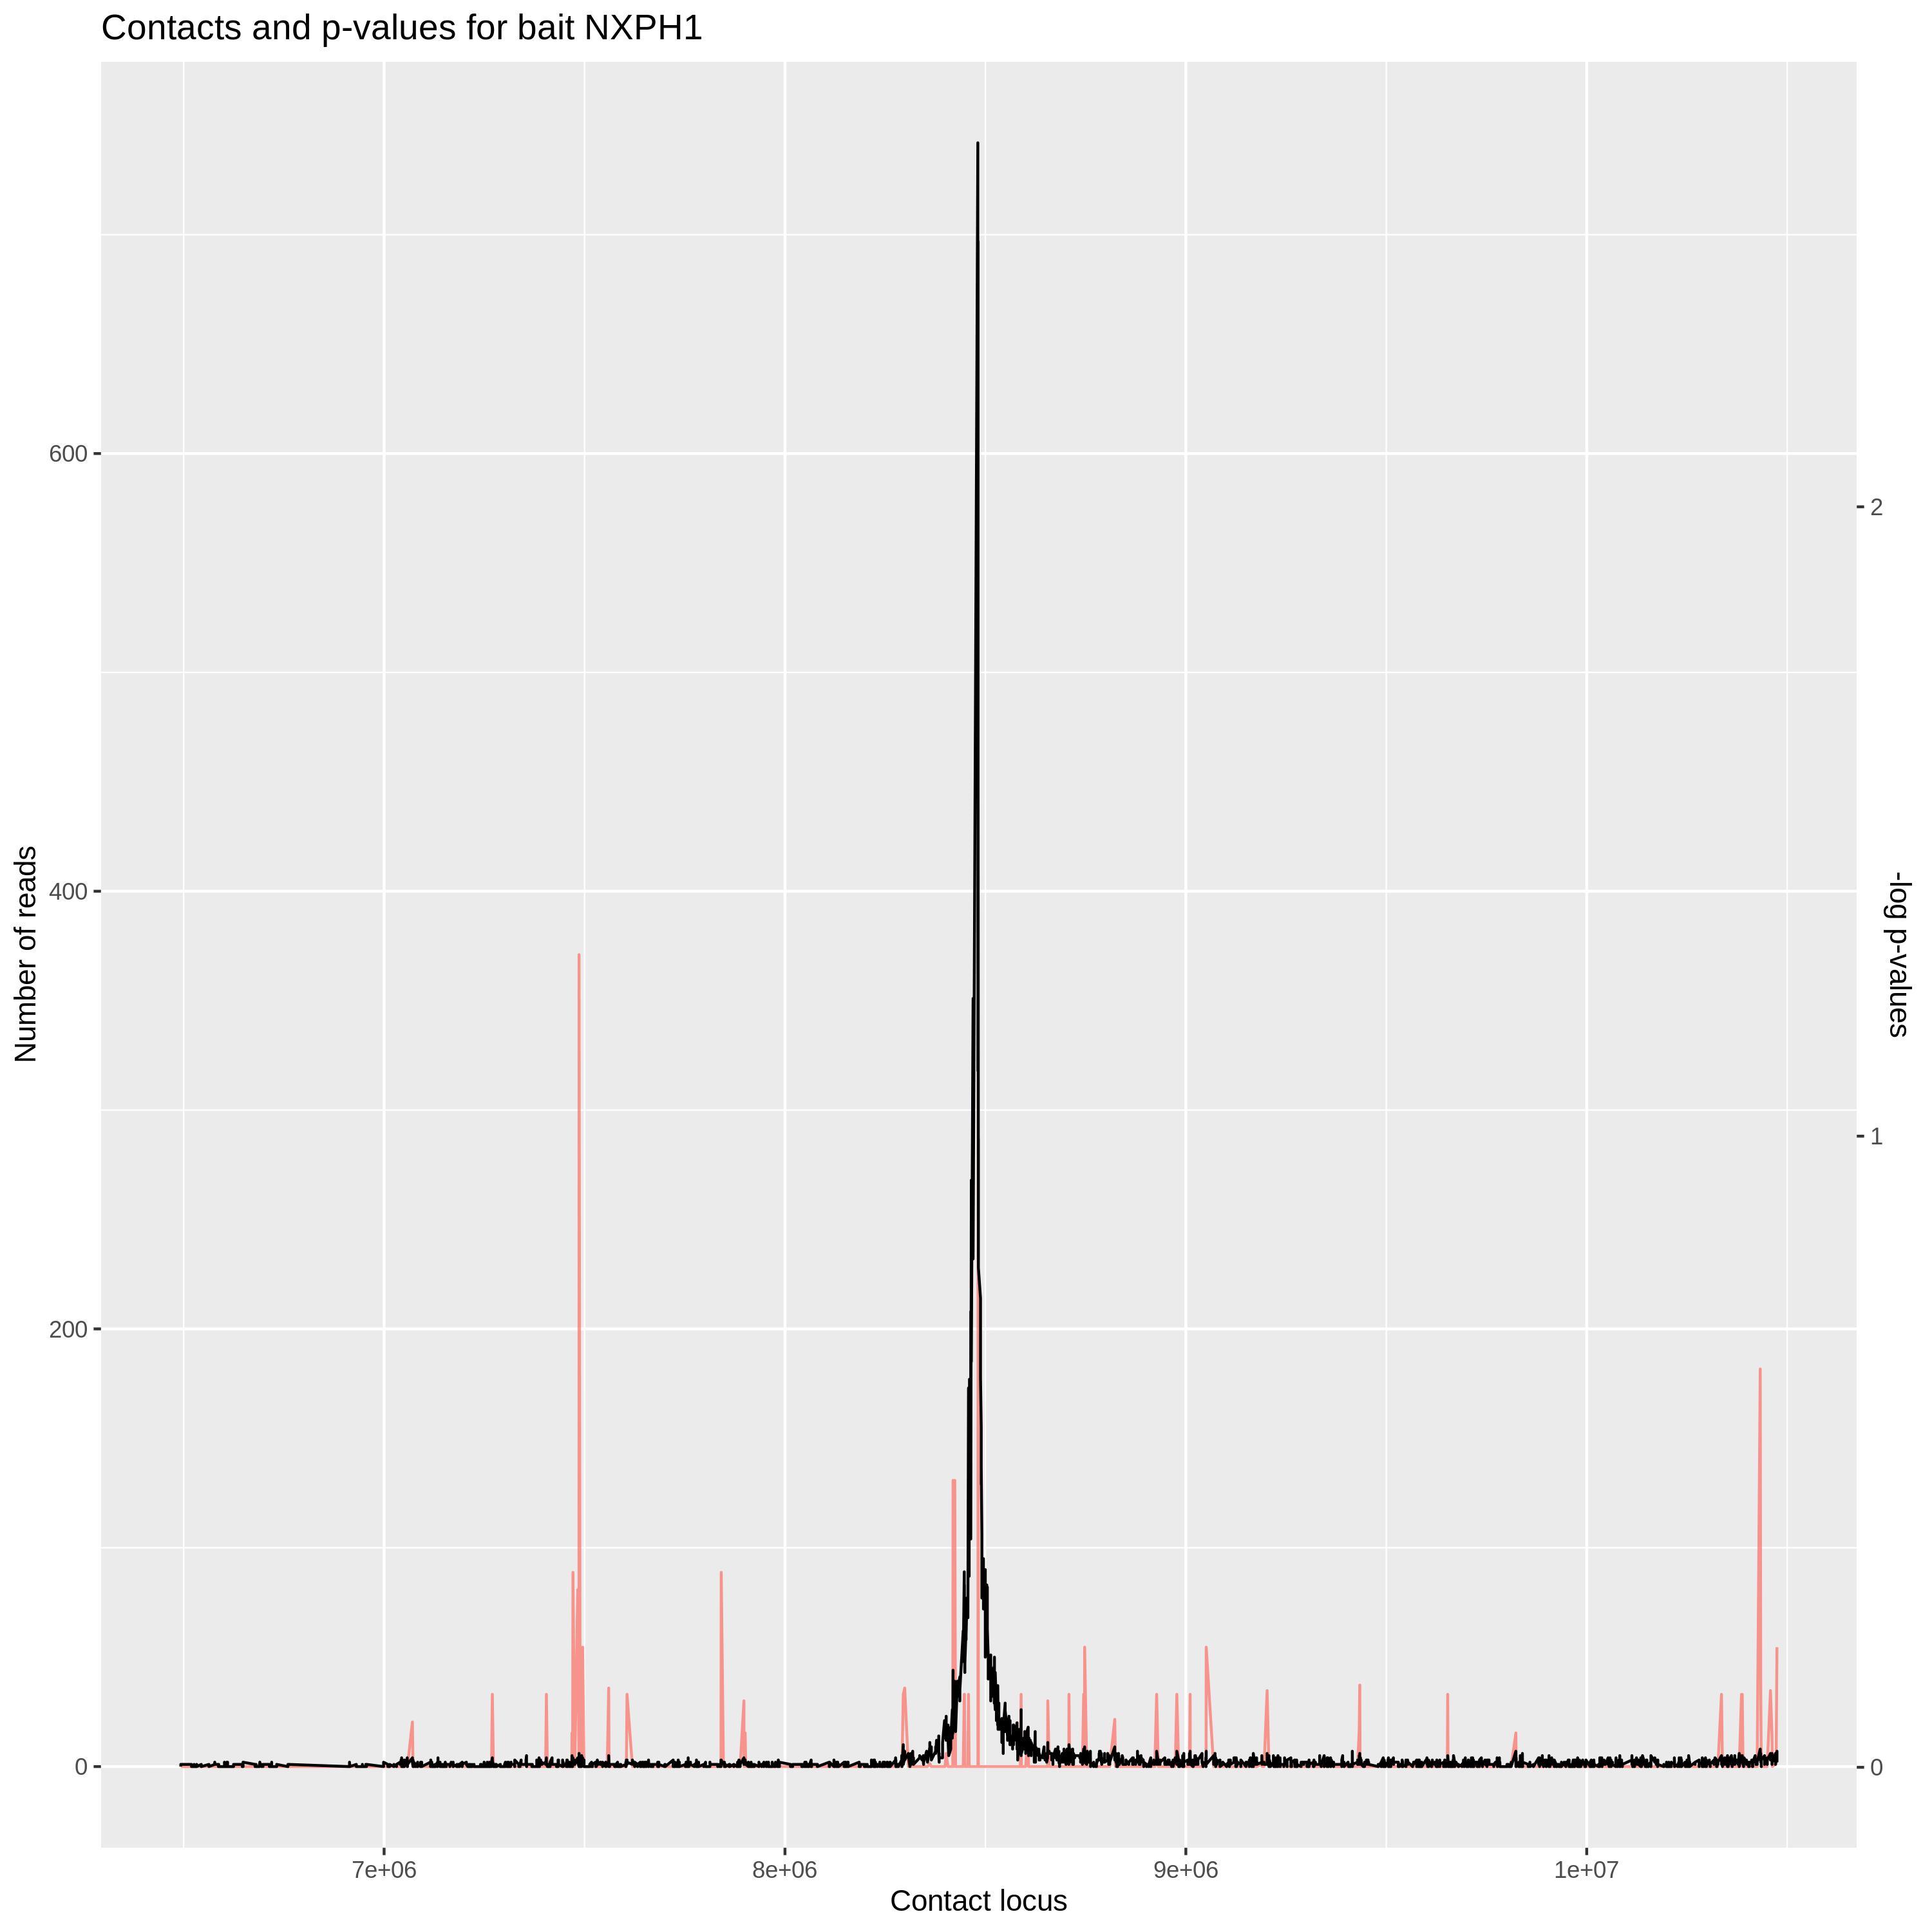 Contacts and p-values for bait NXPH1
Number of reads
600
400
200
0
2
1
0
-log p-values
7e+06
8e+06
9e+06
1e+07
Contact locus